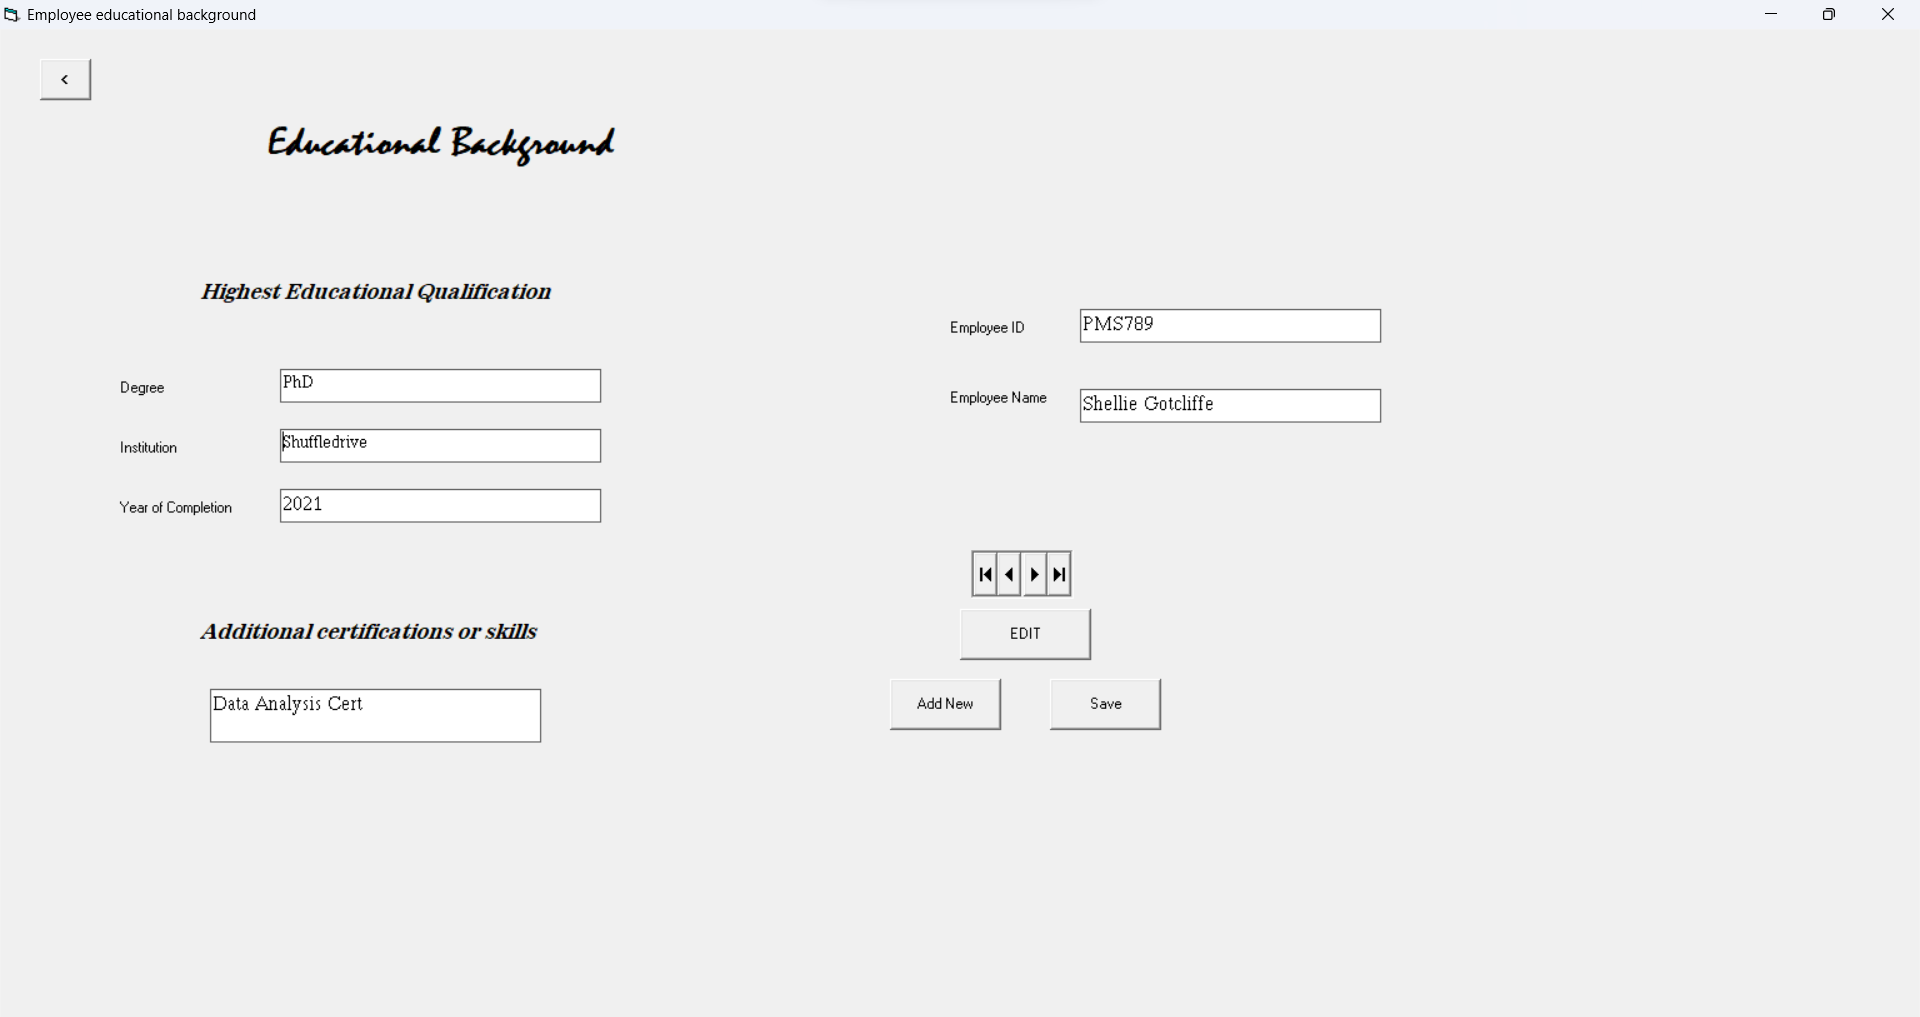 Employee educational background
<
Educational Background
Highest Educational Qualification
Degree
PhD
Institution
Shuffledrive
Year of Completion
2021
Additional certifications or skills
Data Analysis Cert
Employee ID
PMS789
Employee Name
Shellie Gotcliffe
EDIT
Add New
Save